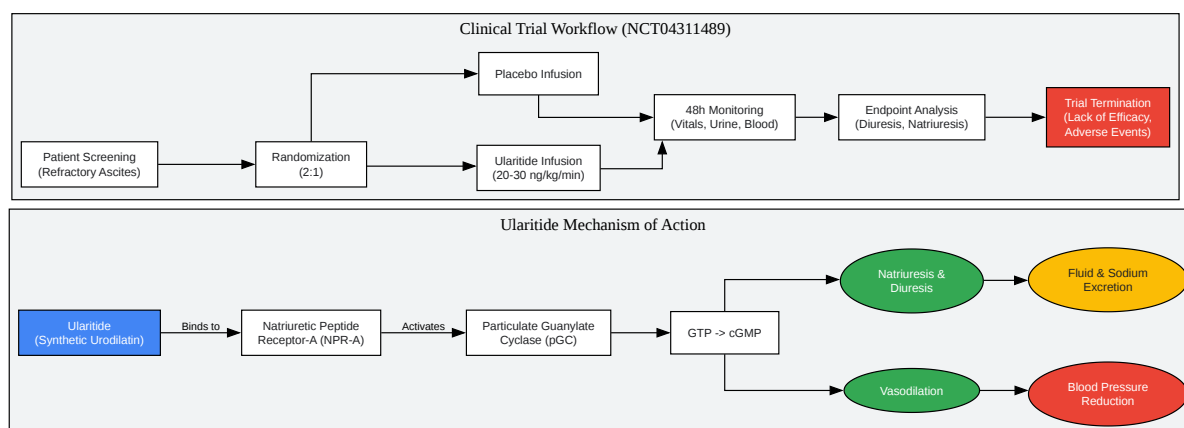 Clinical Trial Workflow (NCT04311489)
Placebo Infusion
48h Monitoring
(Vitals, Urine, Blood)
Endpoint Analysis
(Diuresis, Natriuresis)
Trial Termination
(Lack of Efficacy,
Adverse Events)
Patient Screening
(Refractory Ascites)
Randomization
(2:1)
Ularitide Infusion
(20-30 ng/kg/min)
Ularitide Mechanism of Action
Natriuresis &
Diuresis
Fluid & Sodium
Excretion
Ularitide
(Synthetic Urodilatin)
Binds to
Natriuretic Peptide
Receptor-A (NPR-A)
Activates
Particulate Guanylate
Cyclase (pGC)
GTP -> cGMP
Vasodilation
Blood Pressure
Reduction